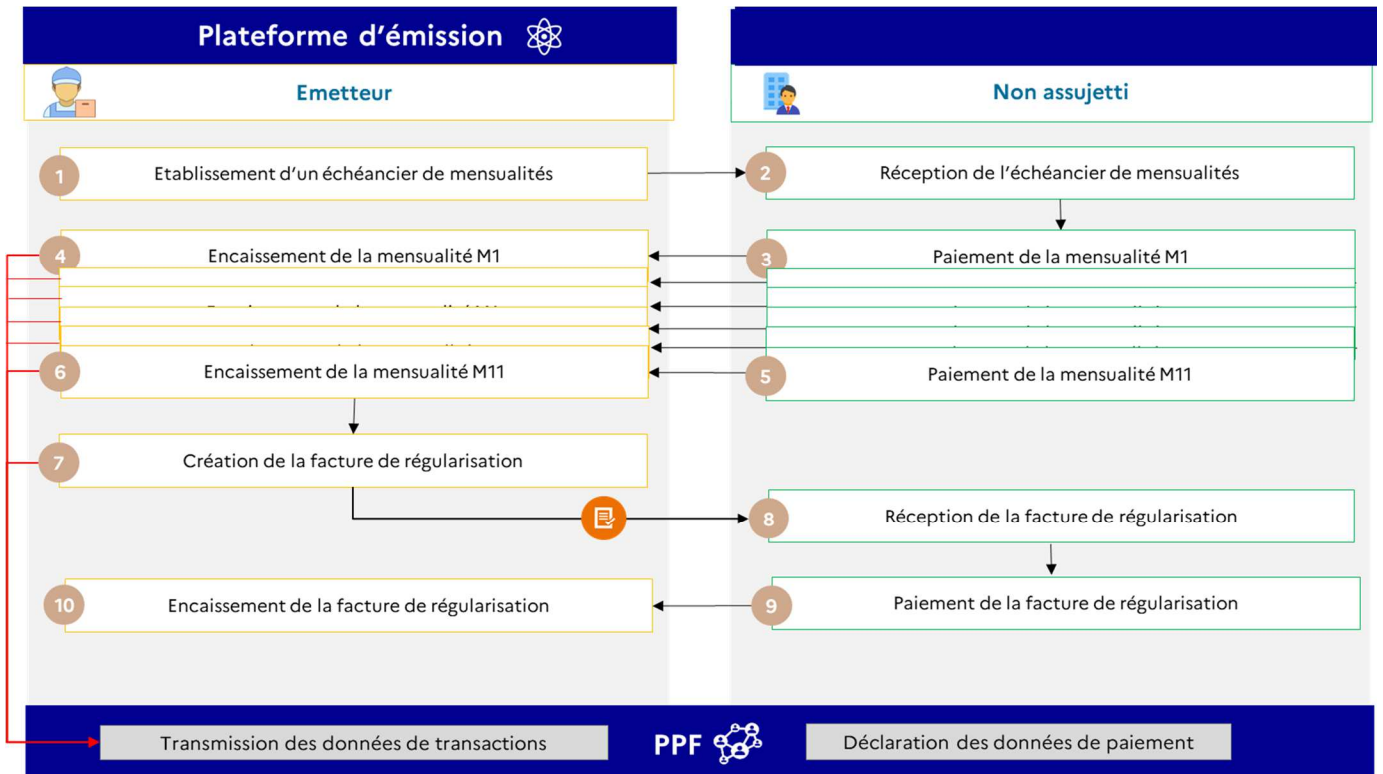 Plateforme d’émission
Emetteur
Non assujetti
1
Etablissement d’un échéancier de mensualités
2
Réception de l’échéancier de mensualités
4
Encaissement de la mensualité M1
3
Paiement de la mensualité M1
6
Encaissement de la mensualité M11
5
Paiement de la mensualité M11
7
Création de la facture de régularisation
8
Réception de la facture de régularisation
10
Encaissement de la facture de régularisation
9
Paiement de la facture de régularisation
Transmission des données de transactions
PPF
Déclaration des données de paiement